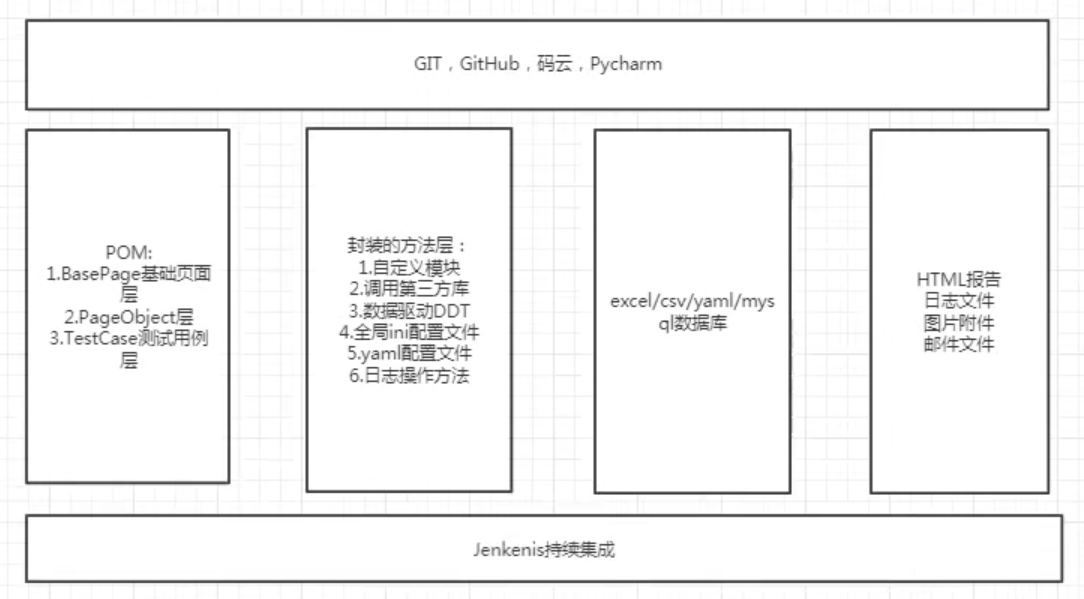 GIT，GitHub，码云，Pycharm
POM:
1.BasePage基础页面
层
2.PageObject层
3.TestCase测试用例
层
封装的方法层：
1.自定义模块
2.调用第三方库
3.数据驱动DDT
4.全局ini配置文件
5.yaml配置文件
6.日志操作方法
excel/csv/yaml/mys
ql数据库
HTML报告
日志文件
图片附件
邮件文件
Jenkenis持续集成